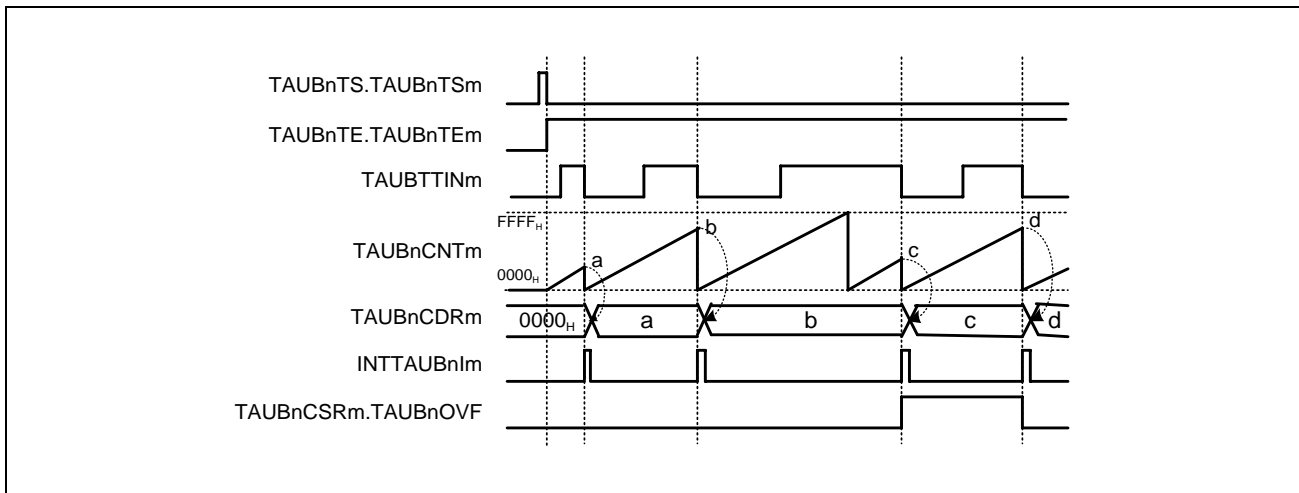 TAUBnTS.TAUBnTSm
TAUBnTE.TAUBnTEm
TAUBTTINm
FFFFH
TAUBnCNTm
0000H
a
b
c
d
TAUBnCDRm
0000H
a
b
c
d
INTTAUBnIm
TAUBnCSRm.TAUBnOVF